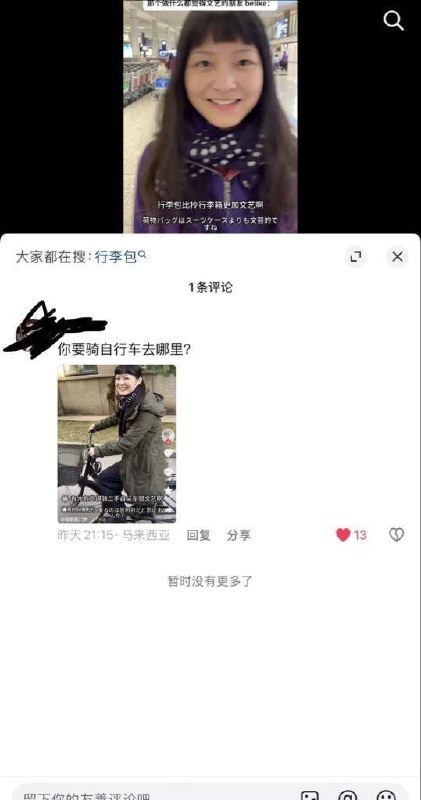 那个做什么都觉得文艺的朋友 belike：
行李包比拎行李箱更加文艺啊
荷物バッグはスーツケースよりも文芸的で
すね
大家都在搜：行李包
1条评论
你要骑自行车去哪里？
昨天 21:15 · 马来西亚
回复
分享
13
暂时没有更多了
留下你的友善评论吧